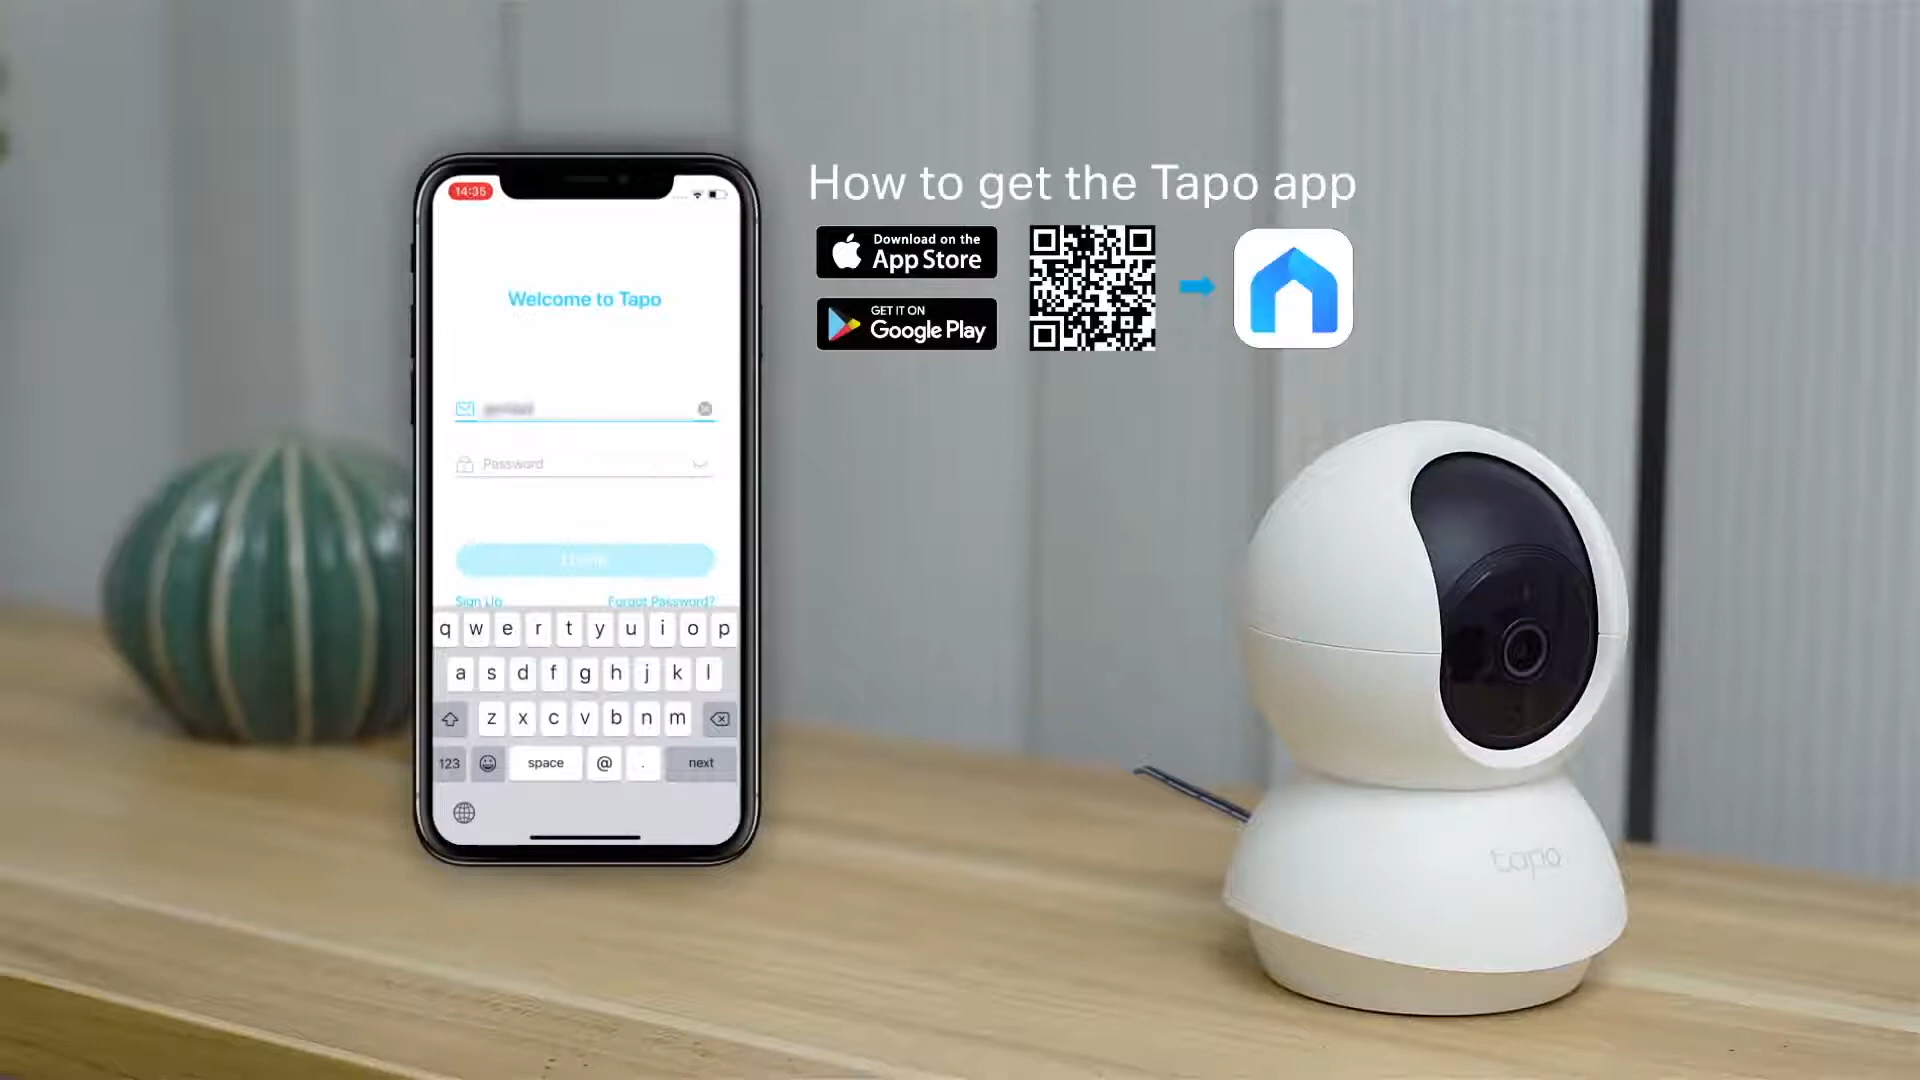 How to get the Tapo app
Download on the
App Store
GET IT ON
Google Play
14:35
Welcome to Tapo
Password
Sign Up
Forgot Password?
q w e r t y u i o p
a s d f g h j k l
z x c v b n m
123 space @ . next
tapo